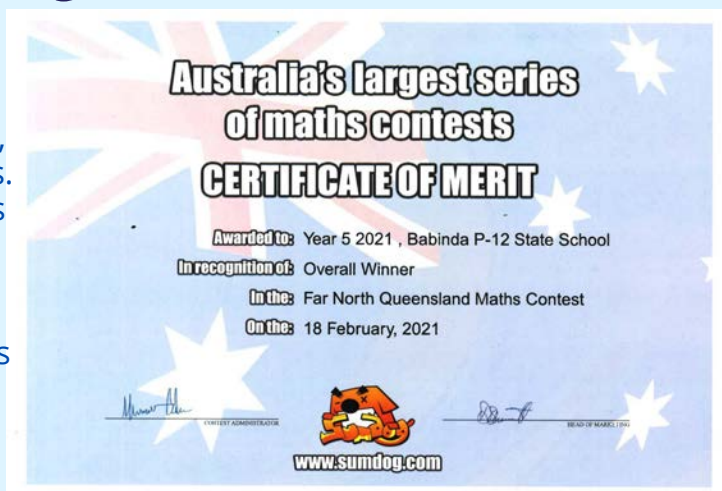 Australia's largest series
of maths contests
CERTIFICATE OF MERIT
Awarded to: Year 5 2021 , Babinda P-12 State School
In recognition of: Overall Winner
In the: Far North Queensland Maths Contest
On the: 18 February, 2021
CONTEST ADMINISTRATOR
HEAD OF MARKETING
sumdog
www.sumdog.com